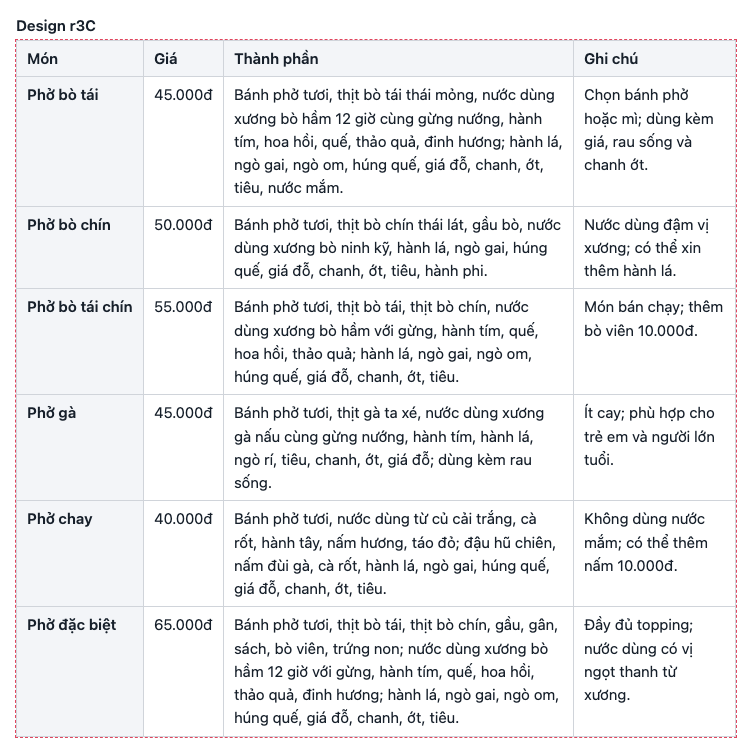 Design r3C
Món Giá Thành phần Ghi chú
Phở bò tái 45.000đ Bánh phở tươi, thịt bò tái thái mỏng, nước dùng Chọn bánh phở
xương bò hầm 12 giờ cùng gừng nướng, hành hoặc mì; dùng kèm
tím, hoa hồi, quế, thảo quả, đinh hương; hành lá, giá, rau sống và
ngò gai, ngò om, húng quế, giá đỗ, chanh, ớt, chanh ớt.
tiêu, nước mắm.
Phở bò chín 50.000đ Bánh phở tươi, thịt bò chín thái lát, gầu bò, nước Nước dùng đậm vị
dùng xương bò ninh kỹ, hành lá, ngò gai, húng xương; có thể xin
quế, giá đỗ, chanh, ớt, tiêu, hành phi. thêm hành lá.
Phở bò tái chín 55.000đ Bánh phở tươi, thịt bò tái, thịt bò chín, nước Món bán chạy; thêm
dùng xương bò hầm với gừng, hành tím, quế, bò viên 10.000đ.
hoa hồi, thảo quả; hành lá, ngò gai, ngò om,
húng quế, giá đỗ, chanh, ớt, tiêu.
Phở gà 45.000đ Bánh phở tươi, thịt gà ta xé, nước dùng xương Ít cay; phù hợp cho
gà nấu cùng gừng nướng, hành tím, hành lá, trẻ em và người lớn
ngò rí, tiêu, chanh, ớt, giá đỗ; dùng kèm rau tuổi.
sống.
Phở chay 40.000đ Bánh phở tươi, nước dùng từ củ cải trắng, cà Không dùng nước
rốt, hành tây, nấm hương, táo đỏ; đậu hũ chiên, mắm; có thể thêm
nấm đùi gà, cà rốt, hành lá, ngò gai, húng quế, nấm 10.000đ.
giá đỗ, chanh, ớt, tiêu.
Phở đặc biệt 65.000đ Bánh phở tươi, thịt bò tái, thịt bò chín, gầu, gân, Đầy đủ topping;
sách, bò viên, trứng non; nước dùng xương bò nước dùng có vị
hầm 12 giờ với gừng, hành tím, quế, hoa hồi, ngọt thanh từ
thảo quả, đinh hương; hành lá, ngò gai, ngò om, xương.
húng quế, giá đỗ, chanh, ớt, tiêu.